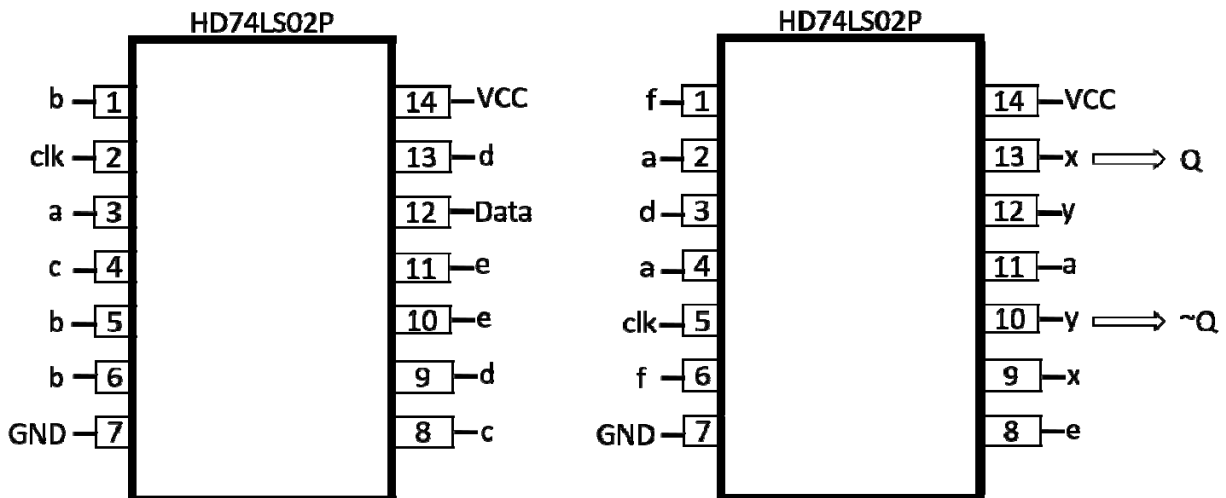 HD74LS02P HD74LS02P
b 1 14 VCC f 1 14 VCC
clk 2 13 d a 2 13 x Q
a 3 12 Data d 3 12 y
c 4 11 e a 4 11 a
b 5 10 e clk 5 10 y ~Q
b 6 9 d f 6 9 x
GND 7 8 c GND 7 8 e